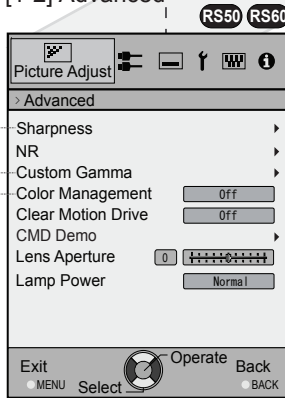 [1-2] Advanced
RS50 RS60
Picture Adjust
> Advanced
Sharpness
NR
Custom Gamma
Color Management Off
Clear Motion Drive Off
CMD Demo
Lens Aperture 0
Lamp Power Normal
Exit Operate Back
MENU Select BACK